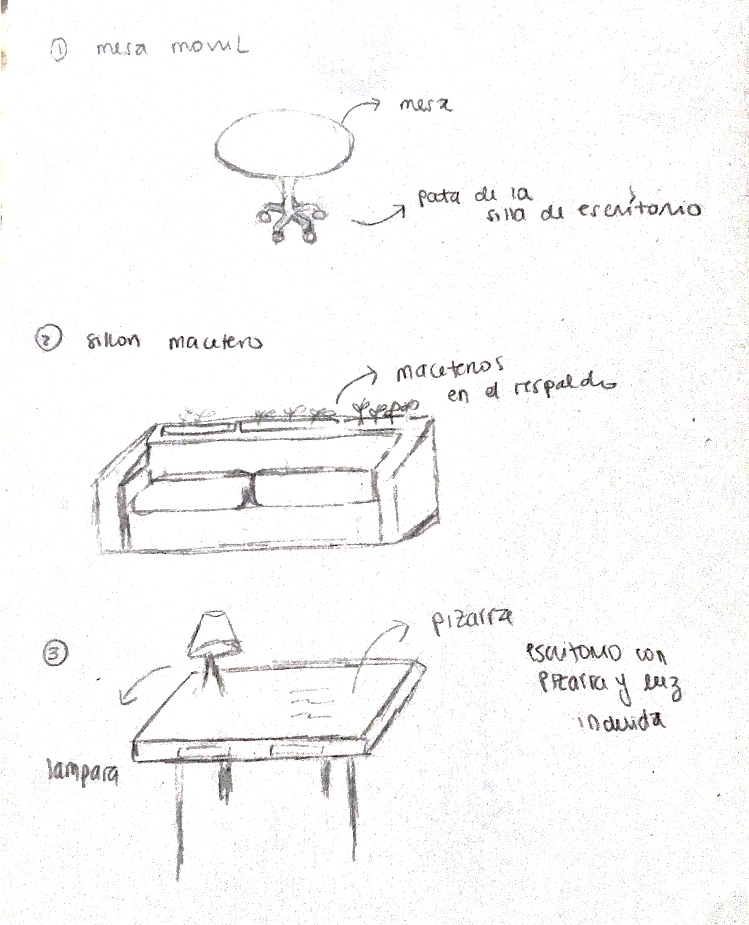 ① mesa movil
mesa
pata de la
silla de escritorio
② sillon macetero
maceteros
en el respaldo
③
pizarra
escritorio con
pizarra y luz
incluida
lampara